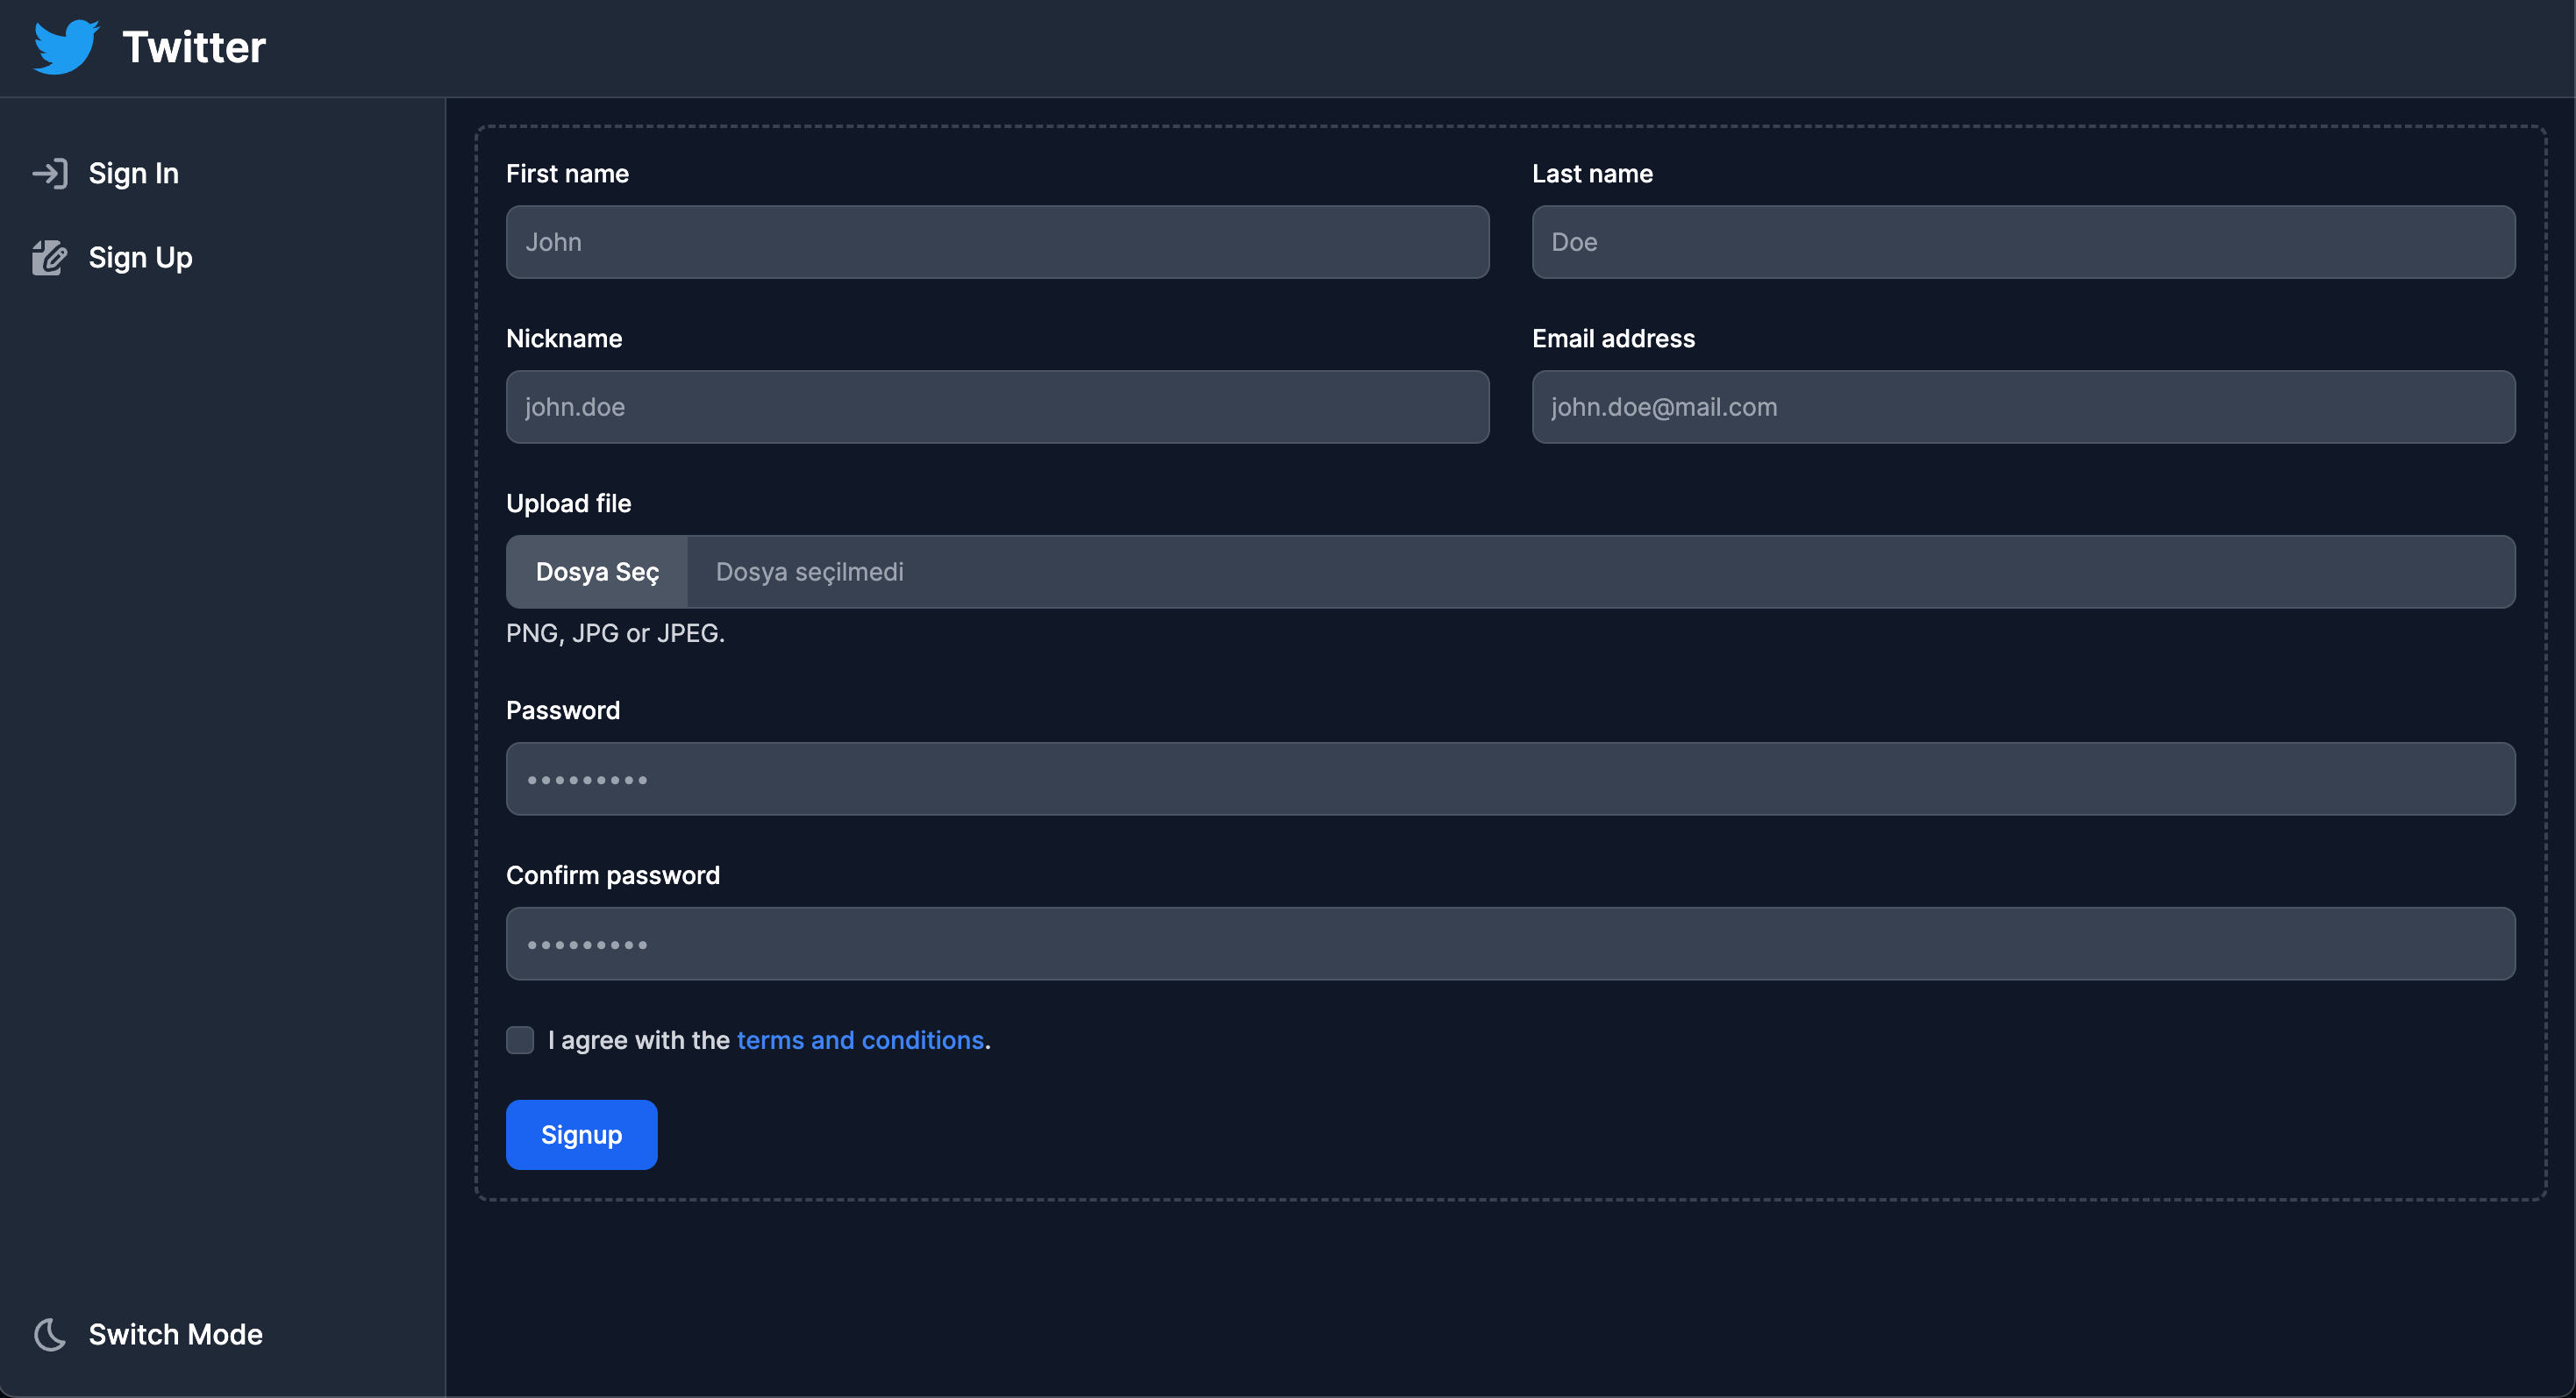 Twitter
Sign In
Sign Up
First name
Last name
John
Doe
Nickname
Email address
john.doe
john.doe@mail.com
Upload file
Dosya Seç
Dosya seçilmedi
PNG, JPG or JPEG.
Password
•••••••••
Confirm password
•••••••••
I agree with the terms and conditions.
Signup
Switch Mode